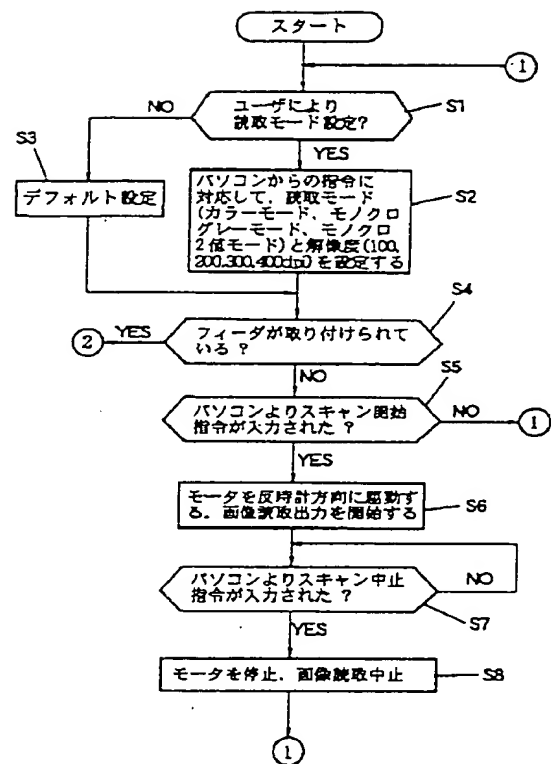 スタート
1
ユーザにより
読取モード設定?
S1
NO
S3
YES
デフォルト設定
パソコンからの指令に
対応して、読取モード
(カラーモード、モノクロ
グレーモード、モノクロ
2値モード)と解像度(100,
200,300,400dpi)を設定する
S2
S4
2
YES
フィーダが取り付けられて
いる?
NO
S5
パソコンよりスキャン開始
指令が入力された?
NO
1
YES
モータを反時計方向に駆動す
る.画像読取出力を開始する
S6
パソコンよりスキャン中止
指令が入力された?
NO
S7
YES
モータを停止.画像読取中止
S8
1